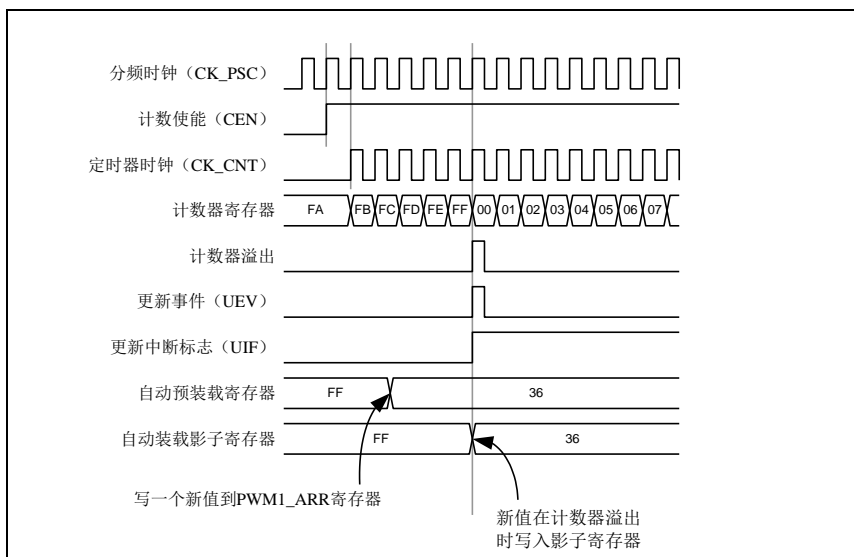 分频时钟（CK_PSC）
计数使能（CEN）
定时器时钟（CK_CNT）
计数器寄存器 FA FB FC FD FE FF 00 01 02 03 04 05 06 07
计数器溢出
更新事件（UEV）
更新中断标志（UIF）
自动预装载寄存器 FF 36
自动装载影子寄存器 FF 36
写一个新值到PWM1_ARR寄存器
新值在计数器溢出
时写入影子寄存器